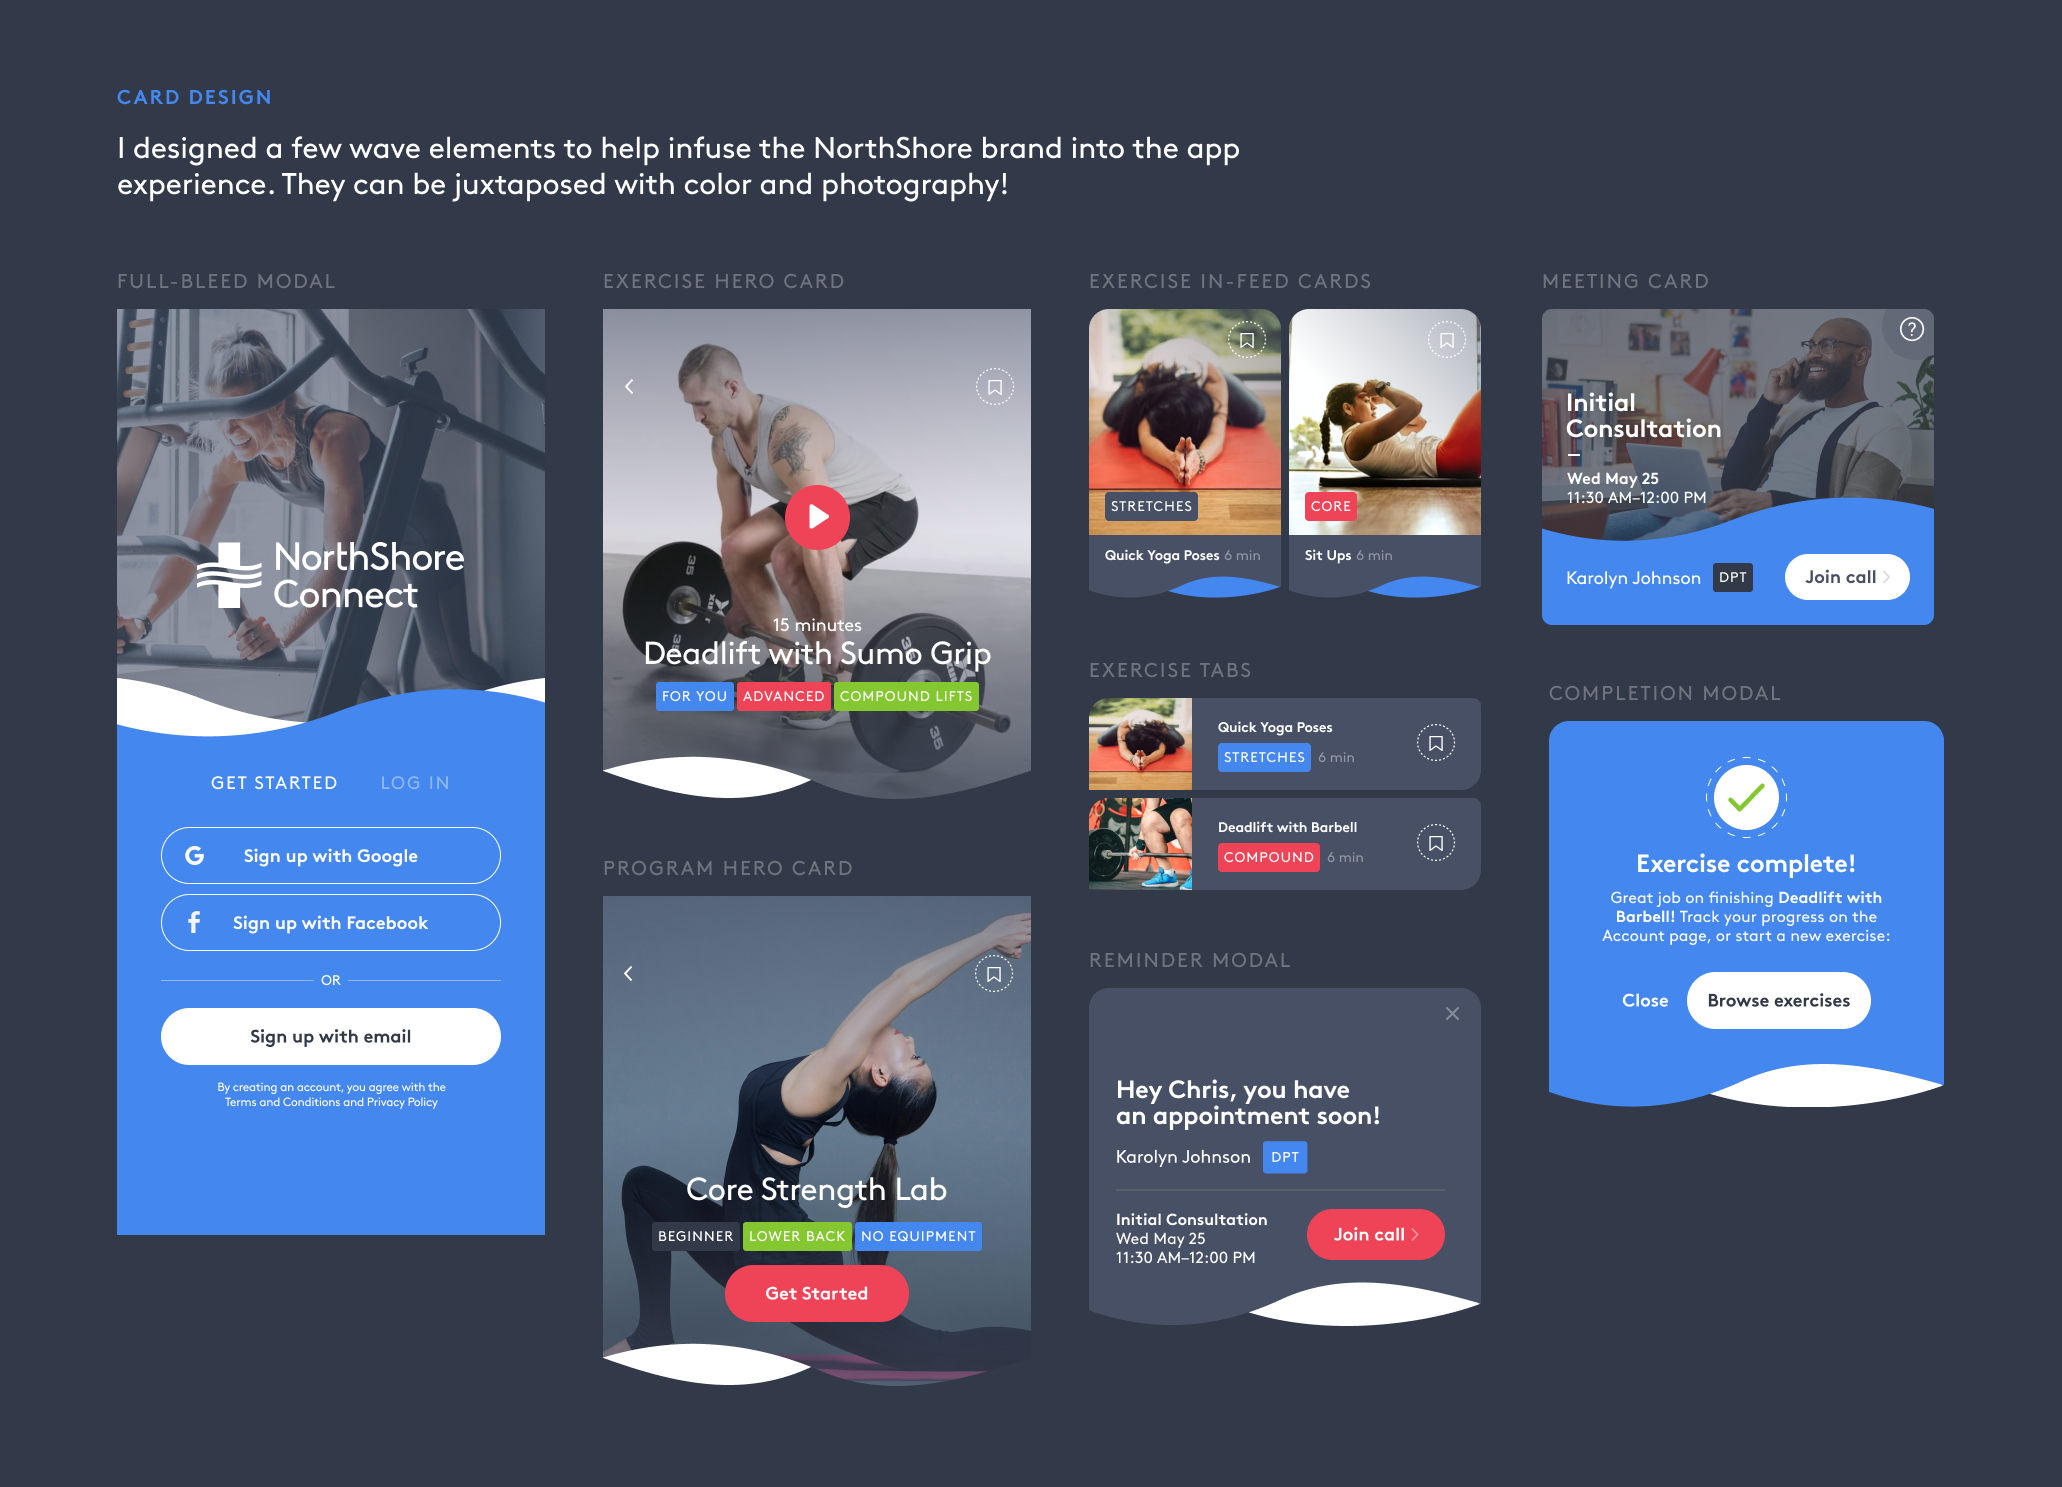 CARD DESIGN
I designed a few wave elements to help infuse the NorthShore brand into the app
experience. They can be juxtaposed with color and photography!
FULL-BLEED MODAL
NorthShore
Connect
GET STARTED
LOG IN
Sign up with Google
Sign up with Facebook
OR
Sign up with email
By creating an account, you agree with the
Terms and Conditions and Privacy Policy
EXERCISE HERO CARD
35
35
35
15 minutes
Deadlift with Sumo Grip
FOR YOU
ADVANCED
COMPOUND LIFTS
PROGRAM HERO CARD
Core Strength Lab
BEGINNER
LOWER BACK
NO EQUIPMENT
Get Started
EXERCISE IN-FEED CARDS
STRETCHES
Quick Yoga Poses 6 min
CORE
Sit Ups 6 min
EXERCISE TABS
Quick Yoga Poses
STRETCHES 6 min
Deadlift with Barbell
COMPOUND 6 min
REMINDER MODAL
Hey Chris, you have
an appointment soon!
Karolyn Johnson DPT
Initial Consultation
Wed May 25
11:30 AM–12:00 PM
Join call
MEETING CARD
?
Initial
Consultation
Wed May 25
11:30 AM–12:00 PM
Karolyn Johnson DPT
Join call
COMPLETION MODAL
Exercise complete!
Great job on finishing Deadlift with
Barbell! Track your progress on the
Account page, or start a new exercise:
Close
Browse exercises